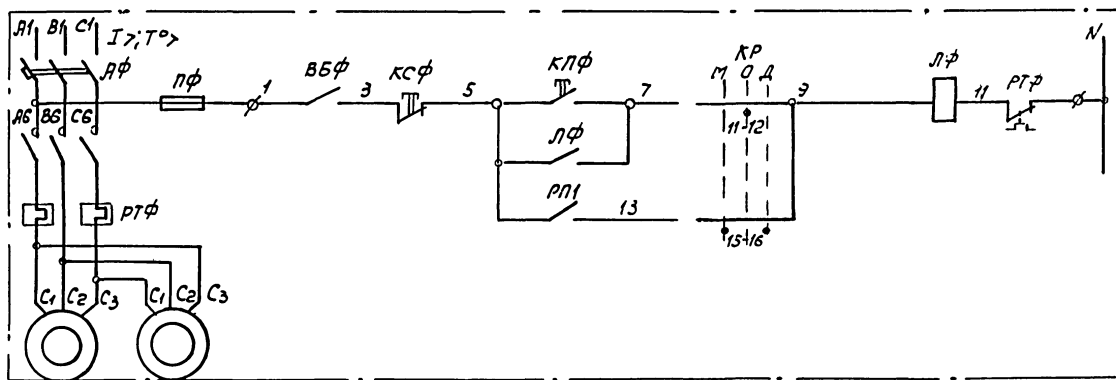 А1 В1 С1
I>; T°>
АФ
ПФ
1
ВБФ
3
КСФ
5
КПФ
7
КР
М О Д
9
ЛФ
11
РТФ
N
А6 В6 С6
11 12
ЛФ
РП1
13
15 16
РТФ
С1 С2 С3
С1 С2 С3